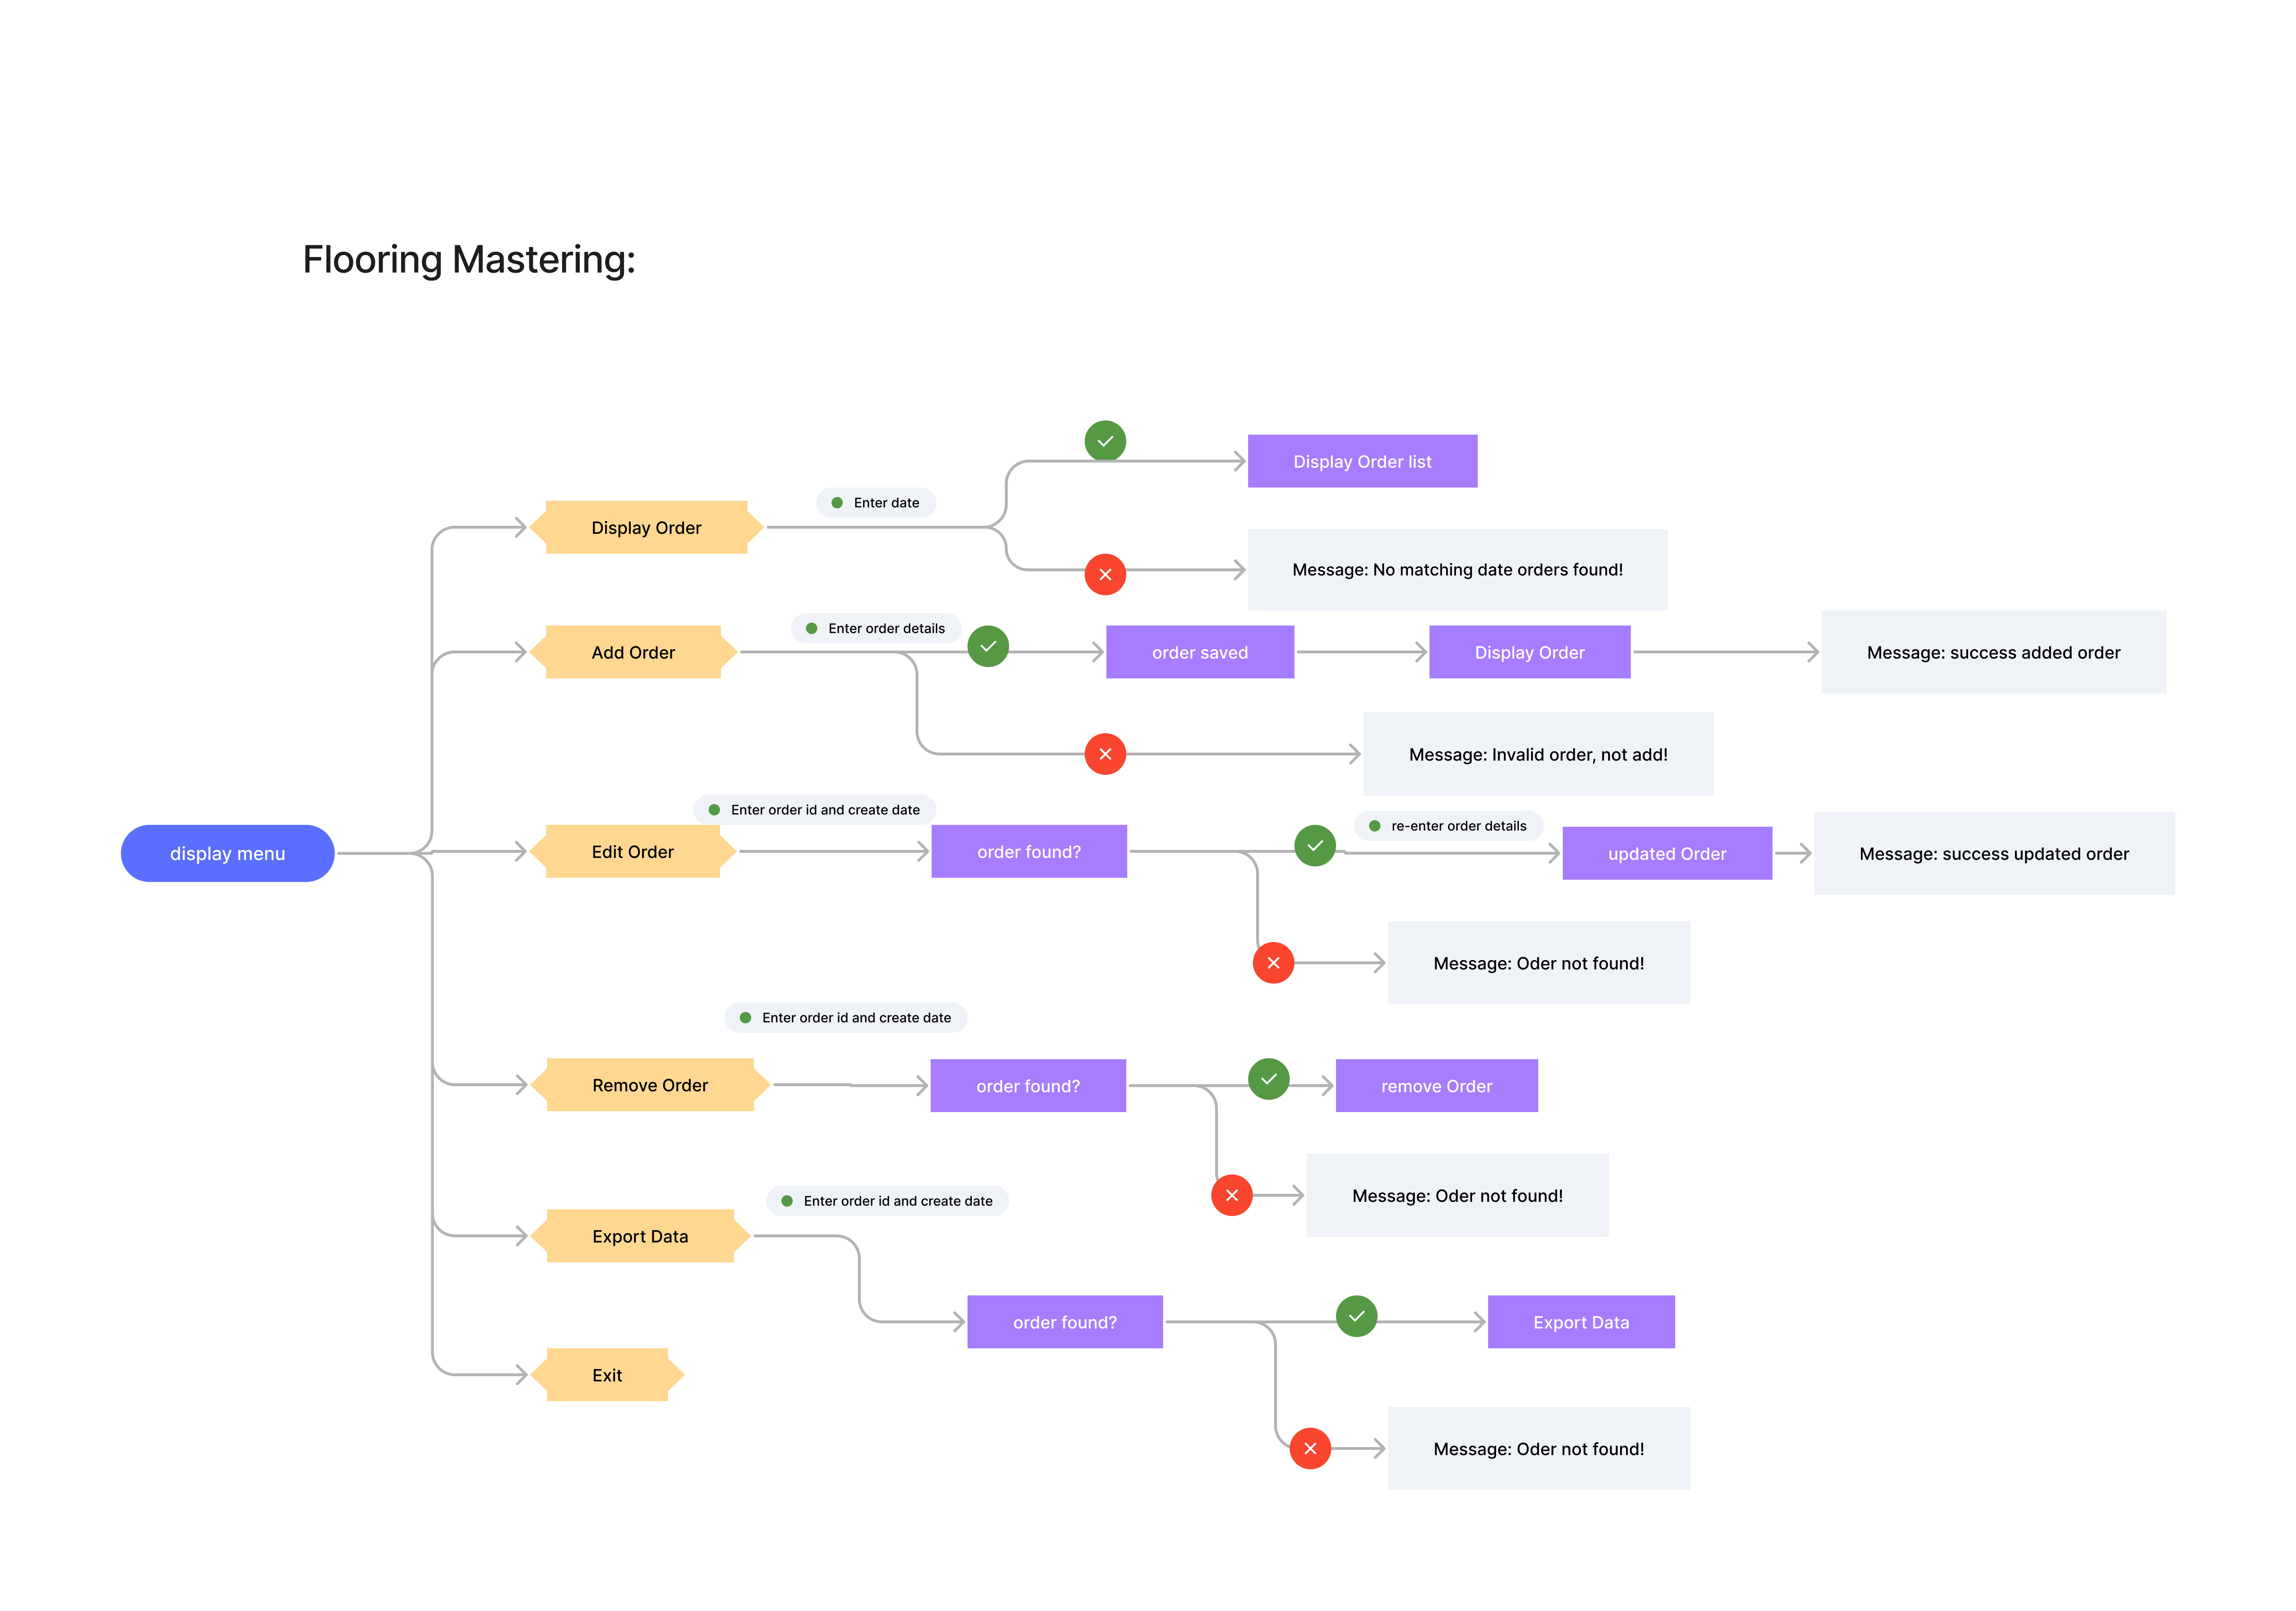 Flooring Mastering:
Display Order list
Enter date
Display Order
Message: No matching date orders found!
Enter order details
Add Order
order saved
Display Order
Message: success added order
Message: Invalid order, not add!
Enter order id and create date
re-enter order details
display menu
Edit Order
order found?
updated Order
Message: success updated order
Message: Oder not found!
Enter order id and create date
Remove Order
order found?
remove Order
Message: Oder not found!
Enter order id and create date
Export Data
order found?
Export Data
Exit
Message: Oder not found!